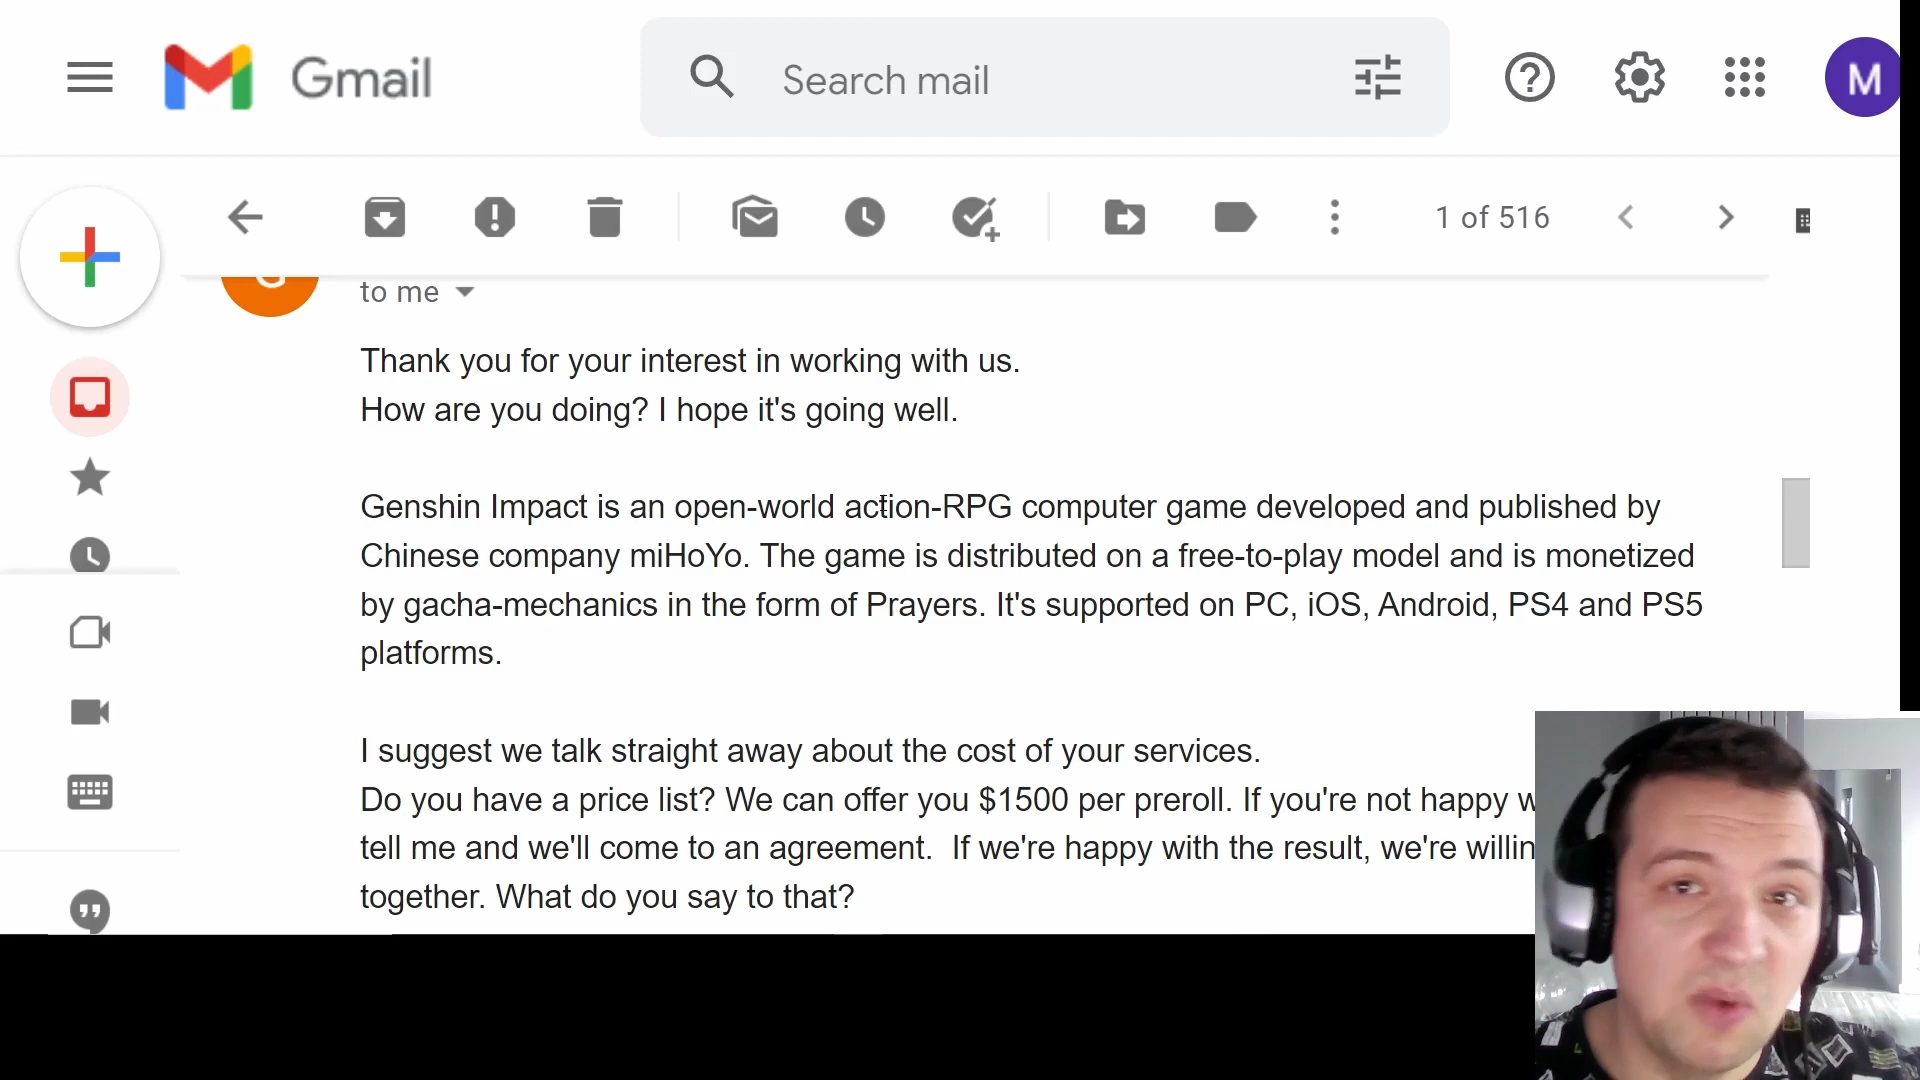 Gmail
Search mail
M
1 of 516
to me
Thank you for your interest in working with us.
How are you doing? I hope it's going well.
Genshin Impact is an open-world action-RPG computer game developed and published by
Chinese company miHoYo. The game is distributed on a free-to-play model and is monetized
by gacha-mechanics in the form of Prayers. It's supported on PC, iOS, Android, PS4 and PS5
platforms.
I suggest we talk straight away about the cost of your services.
Do you have a price list? We can offer you $1500 per preroll. If you're not happy
tell me and we'll come to an agreement. If we're happy with the result, we're
together. What do you say to that?